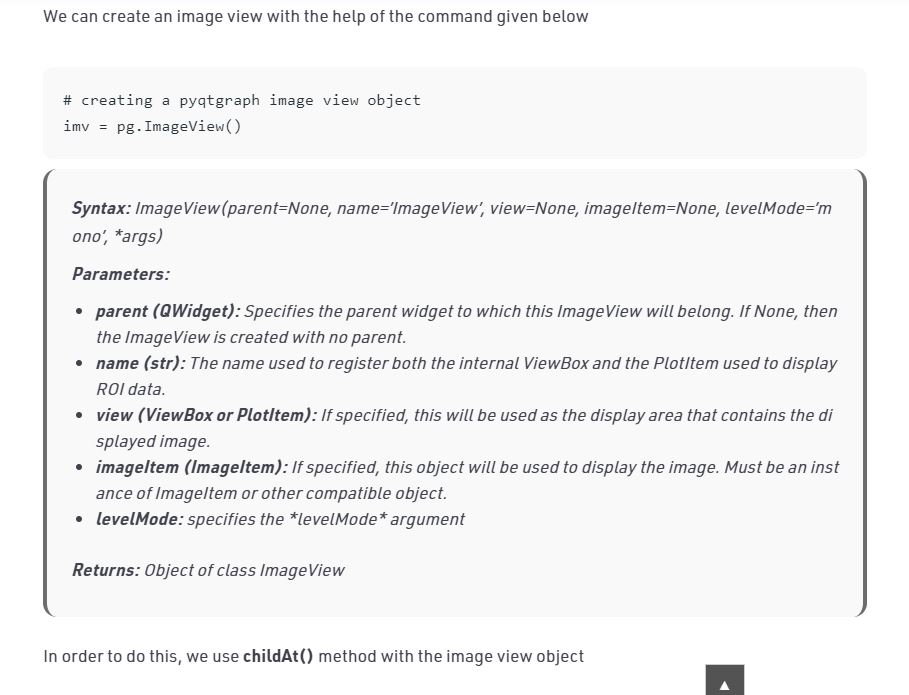 We can create an image view with the help of the command given below
# creating a pyqtgraph image view object
imv = pg.ImageView()
Syntax: ImageView(parent=None, name='ImageView', view=None, imageItem=None, levelMode='m
ono', *args)
Parameters:
• parent (QWidget): Specifies the parent widget to which this ImageView will belong. If None, then
the ImageView is created with no parent.
• name (str): The name used to register both the internal ViewBox and the PlotItem used to display
ROI data.
• view (ViewBox or PlotItem): If specified, this will be used as the display area that contains the di
splayed image.
• imageItem (ImageItem): If specified, this object will be used to display the image. Must be an inst
ance of ImageItem or other compatible object.
• levelMode: specifies the *levelMode* argument
Returns: Object of class ImageView
In order to do this, we use childAt() method with the image view object